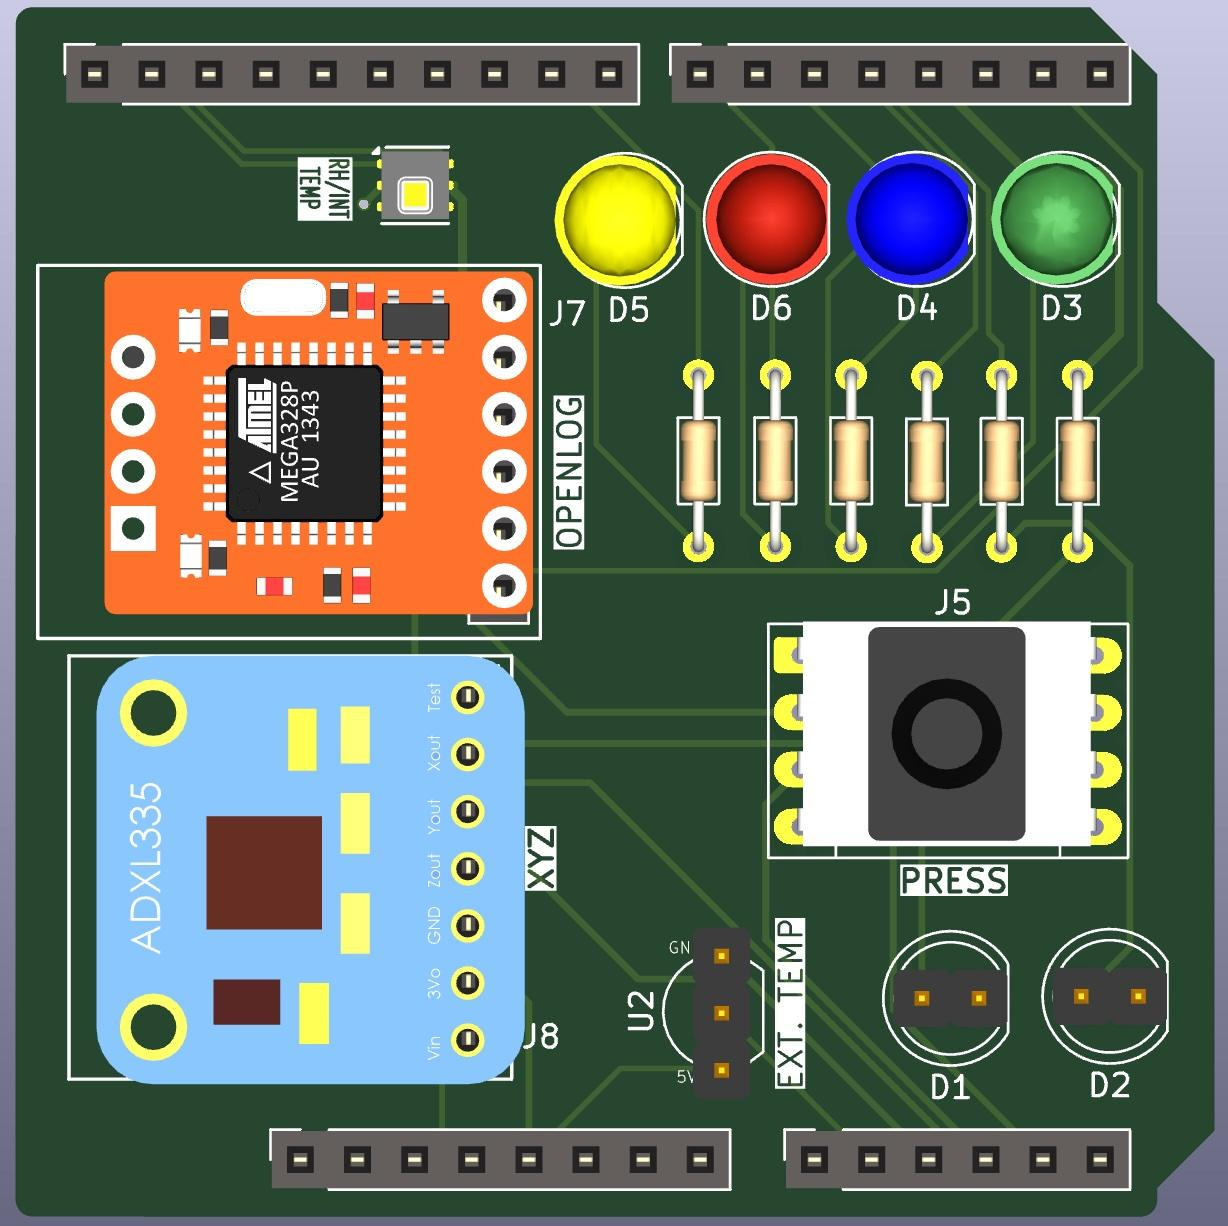 RH/INT
TEMP
J7
D5
D6
D4
D3
ATMEL
MEGA328P
AU 1343
OPENLOG
J5
ADXL335
Test
Xout
Yout
Zout
GND
3Vo
Vin
XYZ
J8
PRESS
GN
U2
5V
EXT. TEMP
D1
D2